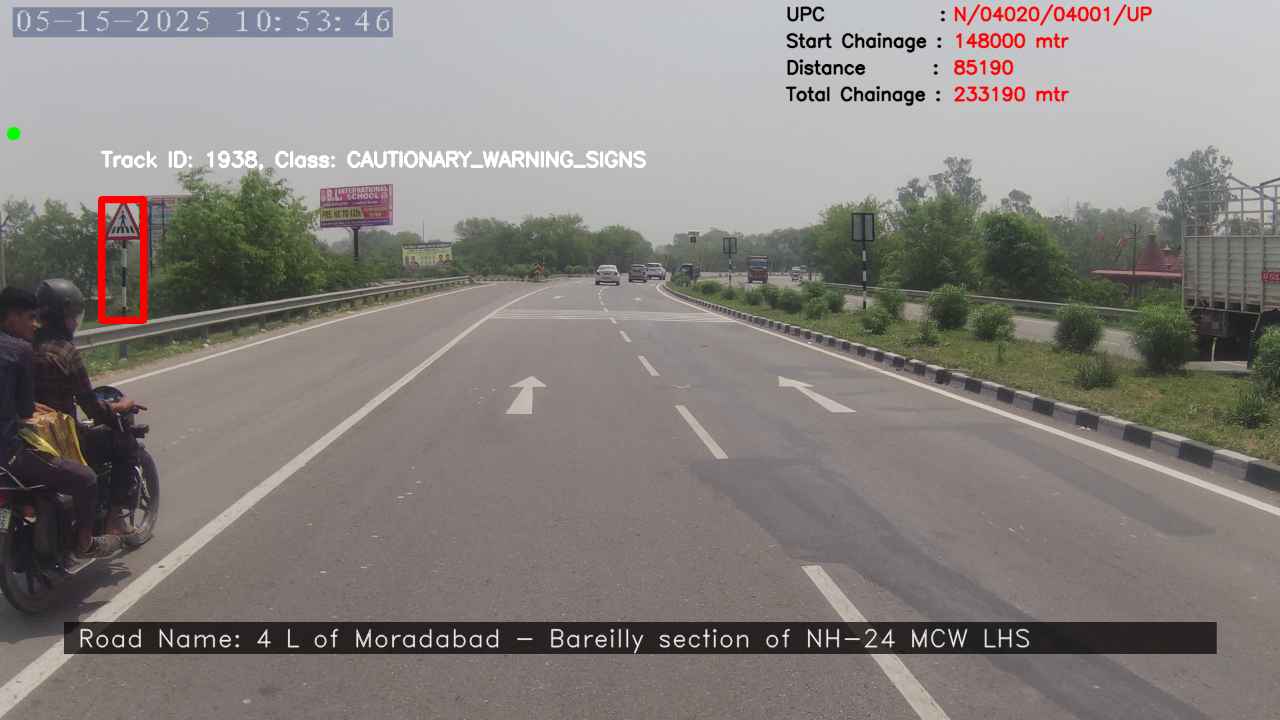 05-15-2025 10:53:46
UPC : N/04020/04001/UP
Start Chainage : 148000 mtr
Distance : 85190
Total Chainage : 233190 mtr
Track ID: 1938, Class: CAUTIONARY_WARNING_SIGNS
INTERNATIONAL
SCHOOL
Road Name: 4 L of Moradabad - Bareilly section of NH-24 MCW LHS